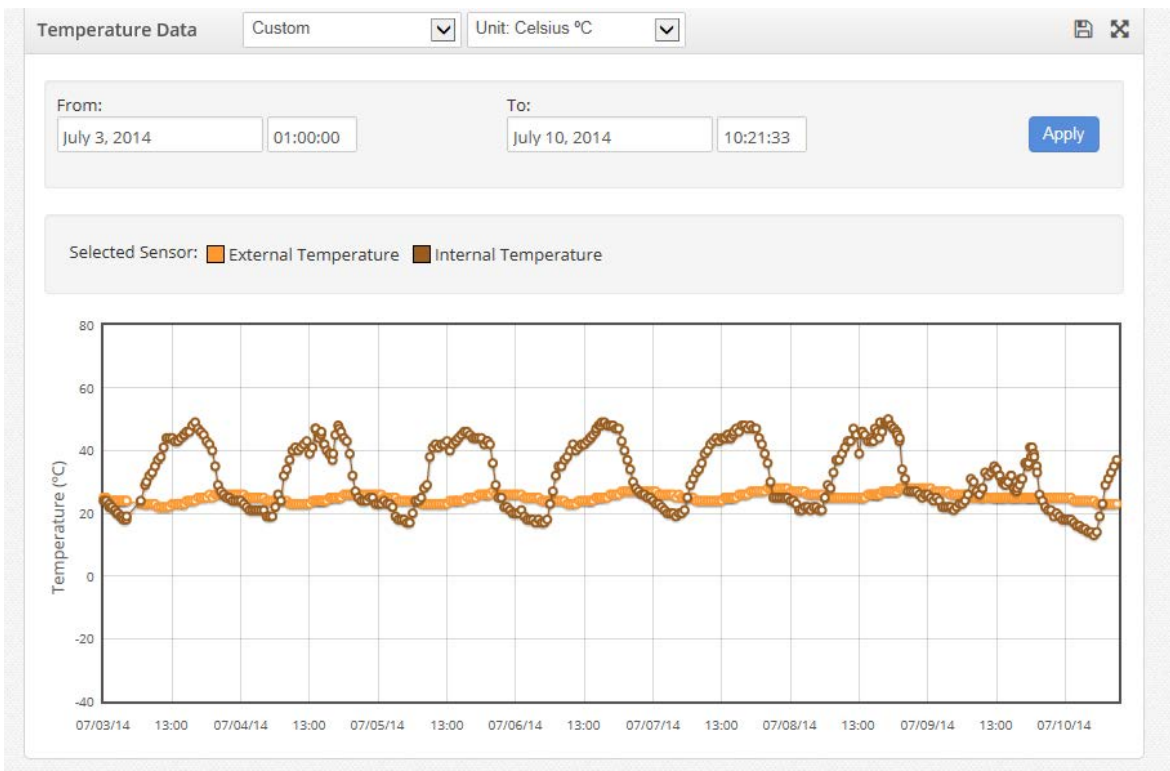 Temperature Data Custom Unit: Celsius ºC
From: To:
July 3, 2014 01:00:00 July 10, 2014 10:21:33 Apply
Selected Sensor: External Temperature Internal Temperature
80
60
40
20
0
-20
-40
Temperature (°C)
07/03/14 13:00 07/04/14 13:00 07/05/14 13:00 07/06/14 13:00 07/07/14 13:00 07/08/14 13:00 07/09/14 13:00 07/10/14